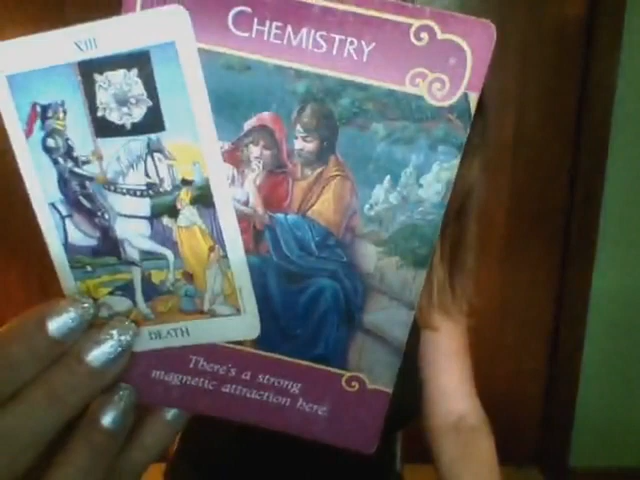 XIII
DEATH
CHEMISTRY
There's a strong
magnetic attraction here.